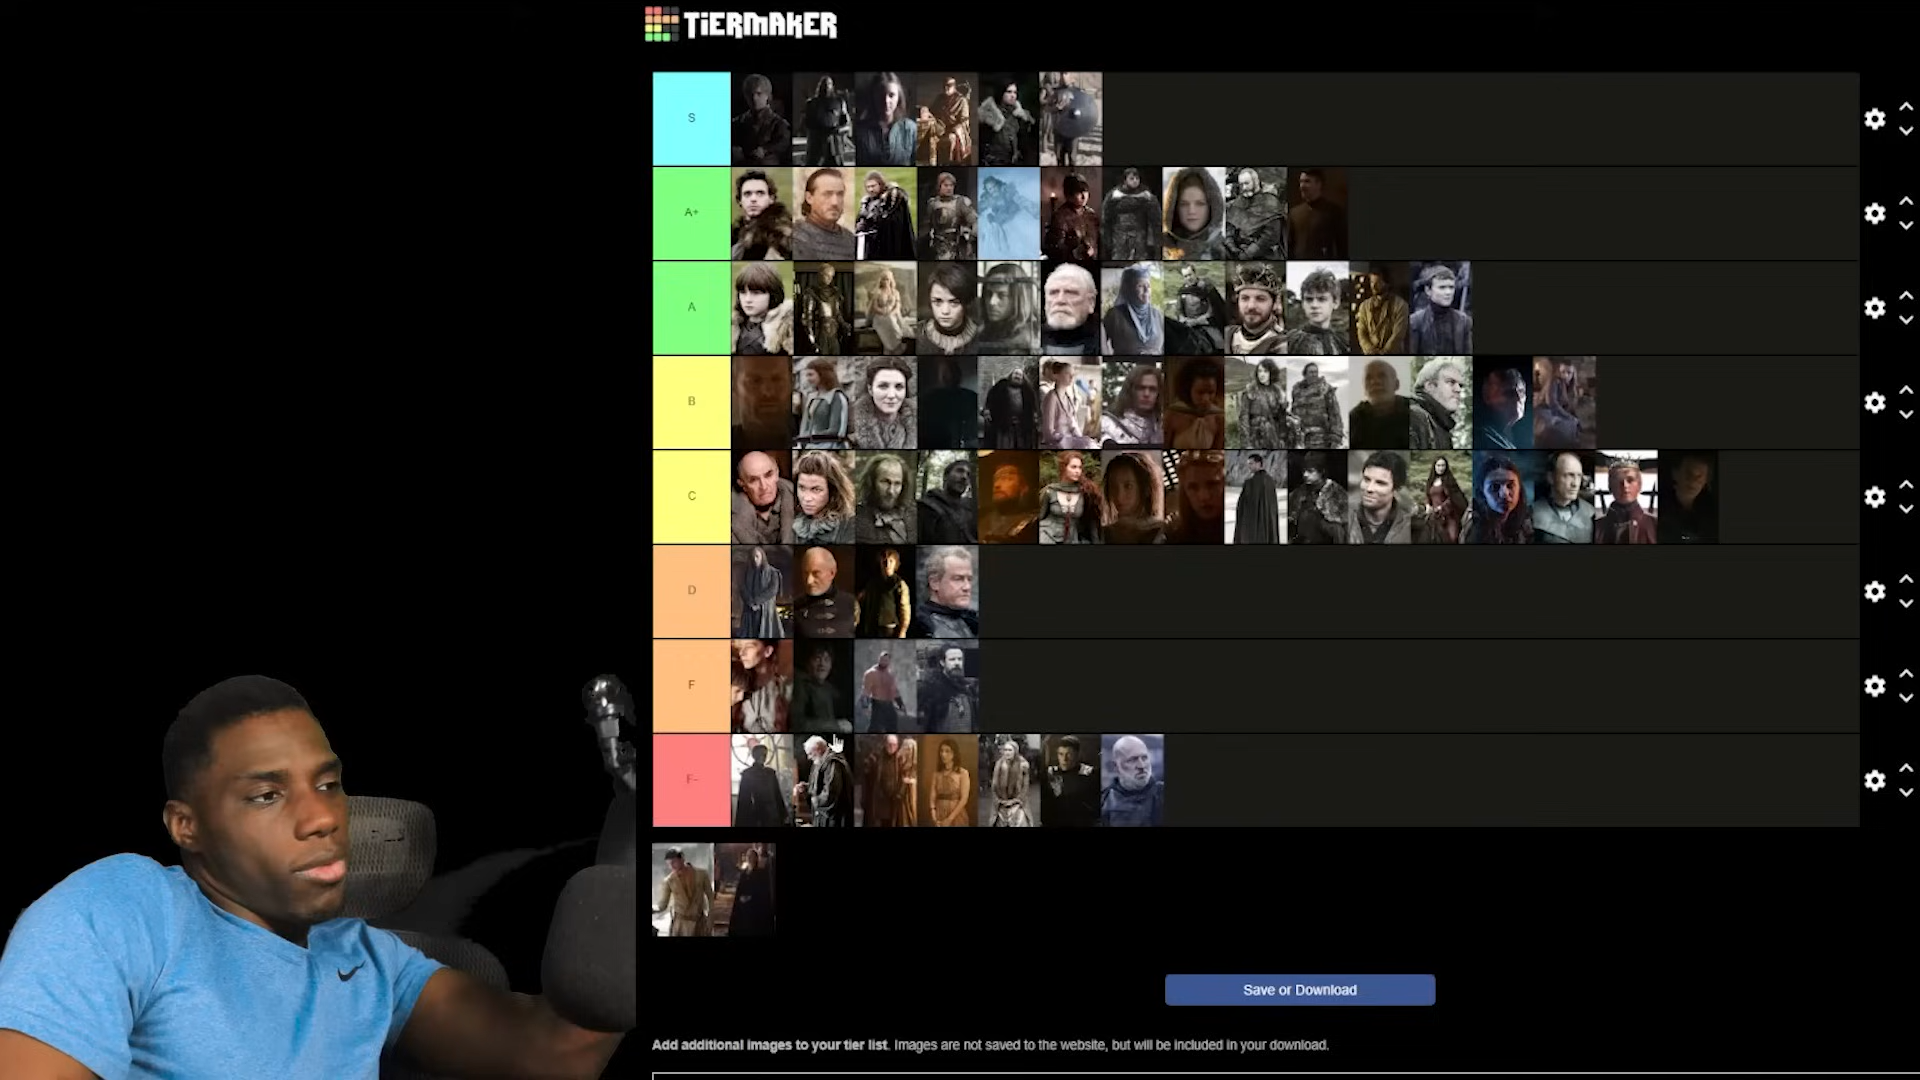 TiERMAKER
S
A+
A
B
C
D
F
F-
Save or Download
Add additional images to your tier list. Images are not saved to the website, but will be included in your download.